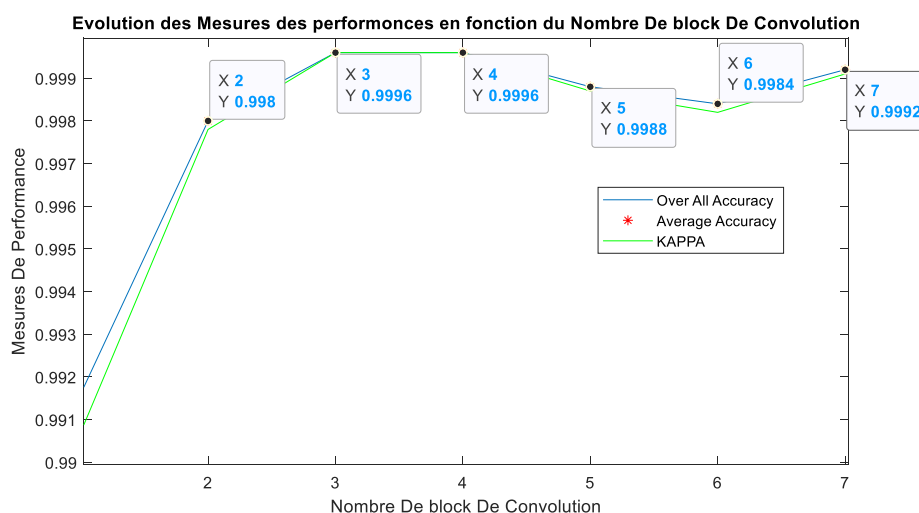 Evolution des Mesures des performonces en fonction du Nombre De block De Convolution
Mesures De Performance
0.999
0.998
0.997
0.996
0.995
0.994
0.993
0.992
0.991
0.99
X 2
Y 0.998
X 3
Y 0.9996
X 4
Y 0.9996
X 5
Y 0.9988
X 6
Y 0.9984
X 7
Y 0.9992
Over All Accuracy
Average Accuracy
KAPPA
2
3
4
5
6
7
Nombre De block De Convolution